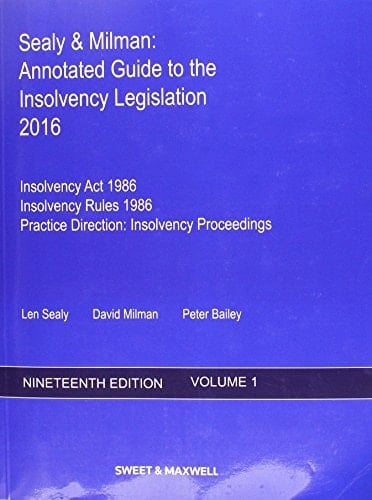 Sealy & Milman:
Annotated Guide to the
Insolvency Legislation
2016
Insolvency Act 1986
Insolvency Rules 1986
Practice Direction: Insolvency Proceedings
Len Sealy David Milman Peter Bailey
NINETEENTH EDITION VOLUME 1
SWEET & MAXWELL